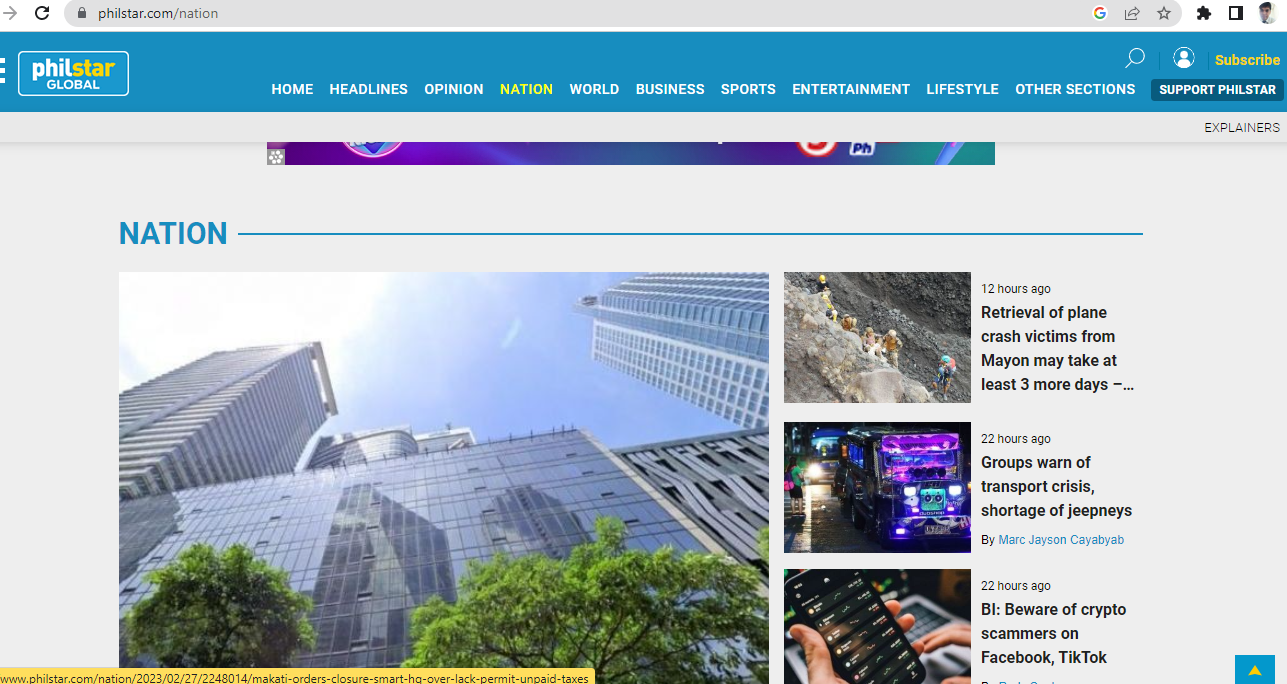 philstar.com/nation
philstar
GLOBAL
Subscribe
HOME HEADLINES OPINION NATION WORLD BUSINESS SPORTS ENTERTAINMENT LIFESTYLE OTHER SECTIONS SUPPORT PHILSTAR
EXPLAINERS
Ph
NATION
12 hours ago
Retrieval of plane
crash victims from
Mayon may take at
least 3 more days –...
22 hours ago
Groups warn of
transport crisis,
shortage of jeepneys
By Marc Jayson Cayabyab
22 hours ago
BI: Beware of crypto
scammers on
Facebook, TikTok
www.philstar.com/nation/2023/02/27/2248014/makati-orders-closure-smart-hq-over-lack-permit-unpaid-taxes